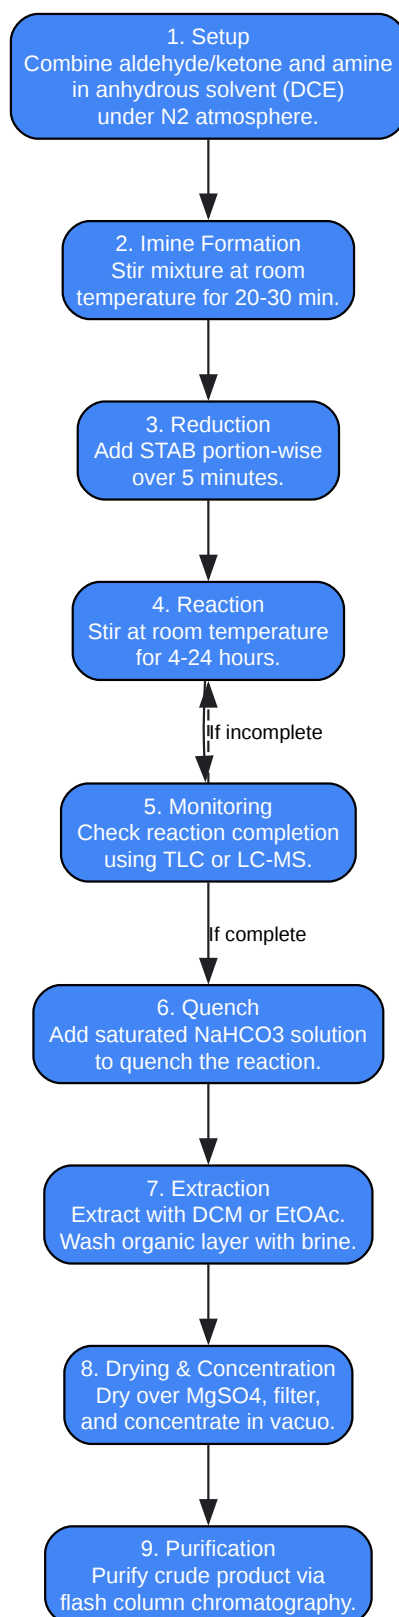 1. Setup
Combine aldehyde/ketone and amine
in anhydrous solvent (DCE)
under N2 atmosphere.
2. Imine Formation
Stir mixture at room
temperature for 20-30 min.
3. Reduction
Add STAB portion-wise
over 5 minutes.
4. Reaction
Stir at room temperature
for 4-24 hours.
If incomplete
5. Monitoring
Check reaction completion
using TLC or LC-MS.
If complete
6. Quench
Add saturated NaHCO3 solution
to quench the reaction.
7. Extraction
Extract with DCM or EtOAc.
Wash organic layer with brine.
8. Drying & Concentration
Dry over MgSO4, filter,
and concentrate in vacuo.
9. Purification
Purify crude product via
flash column chromatography.